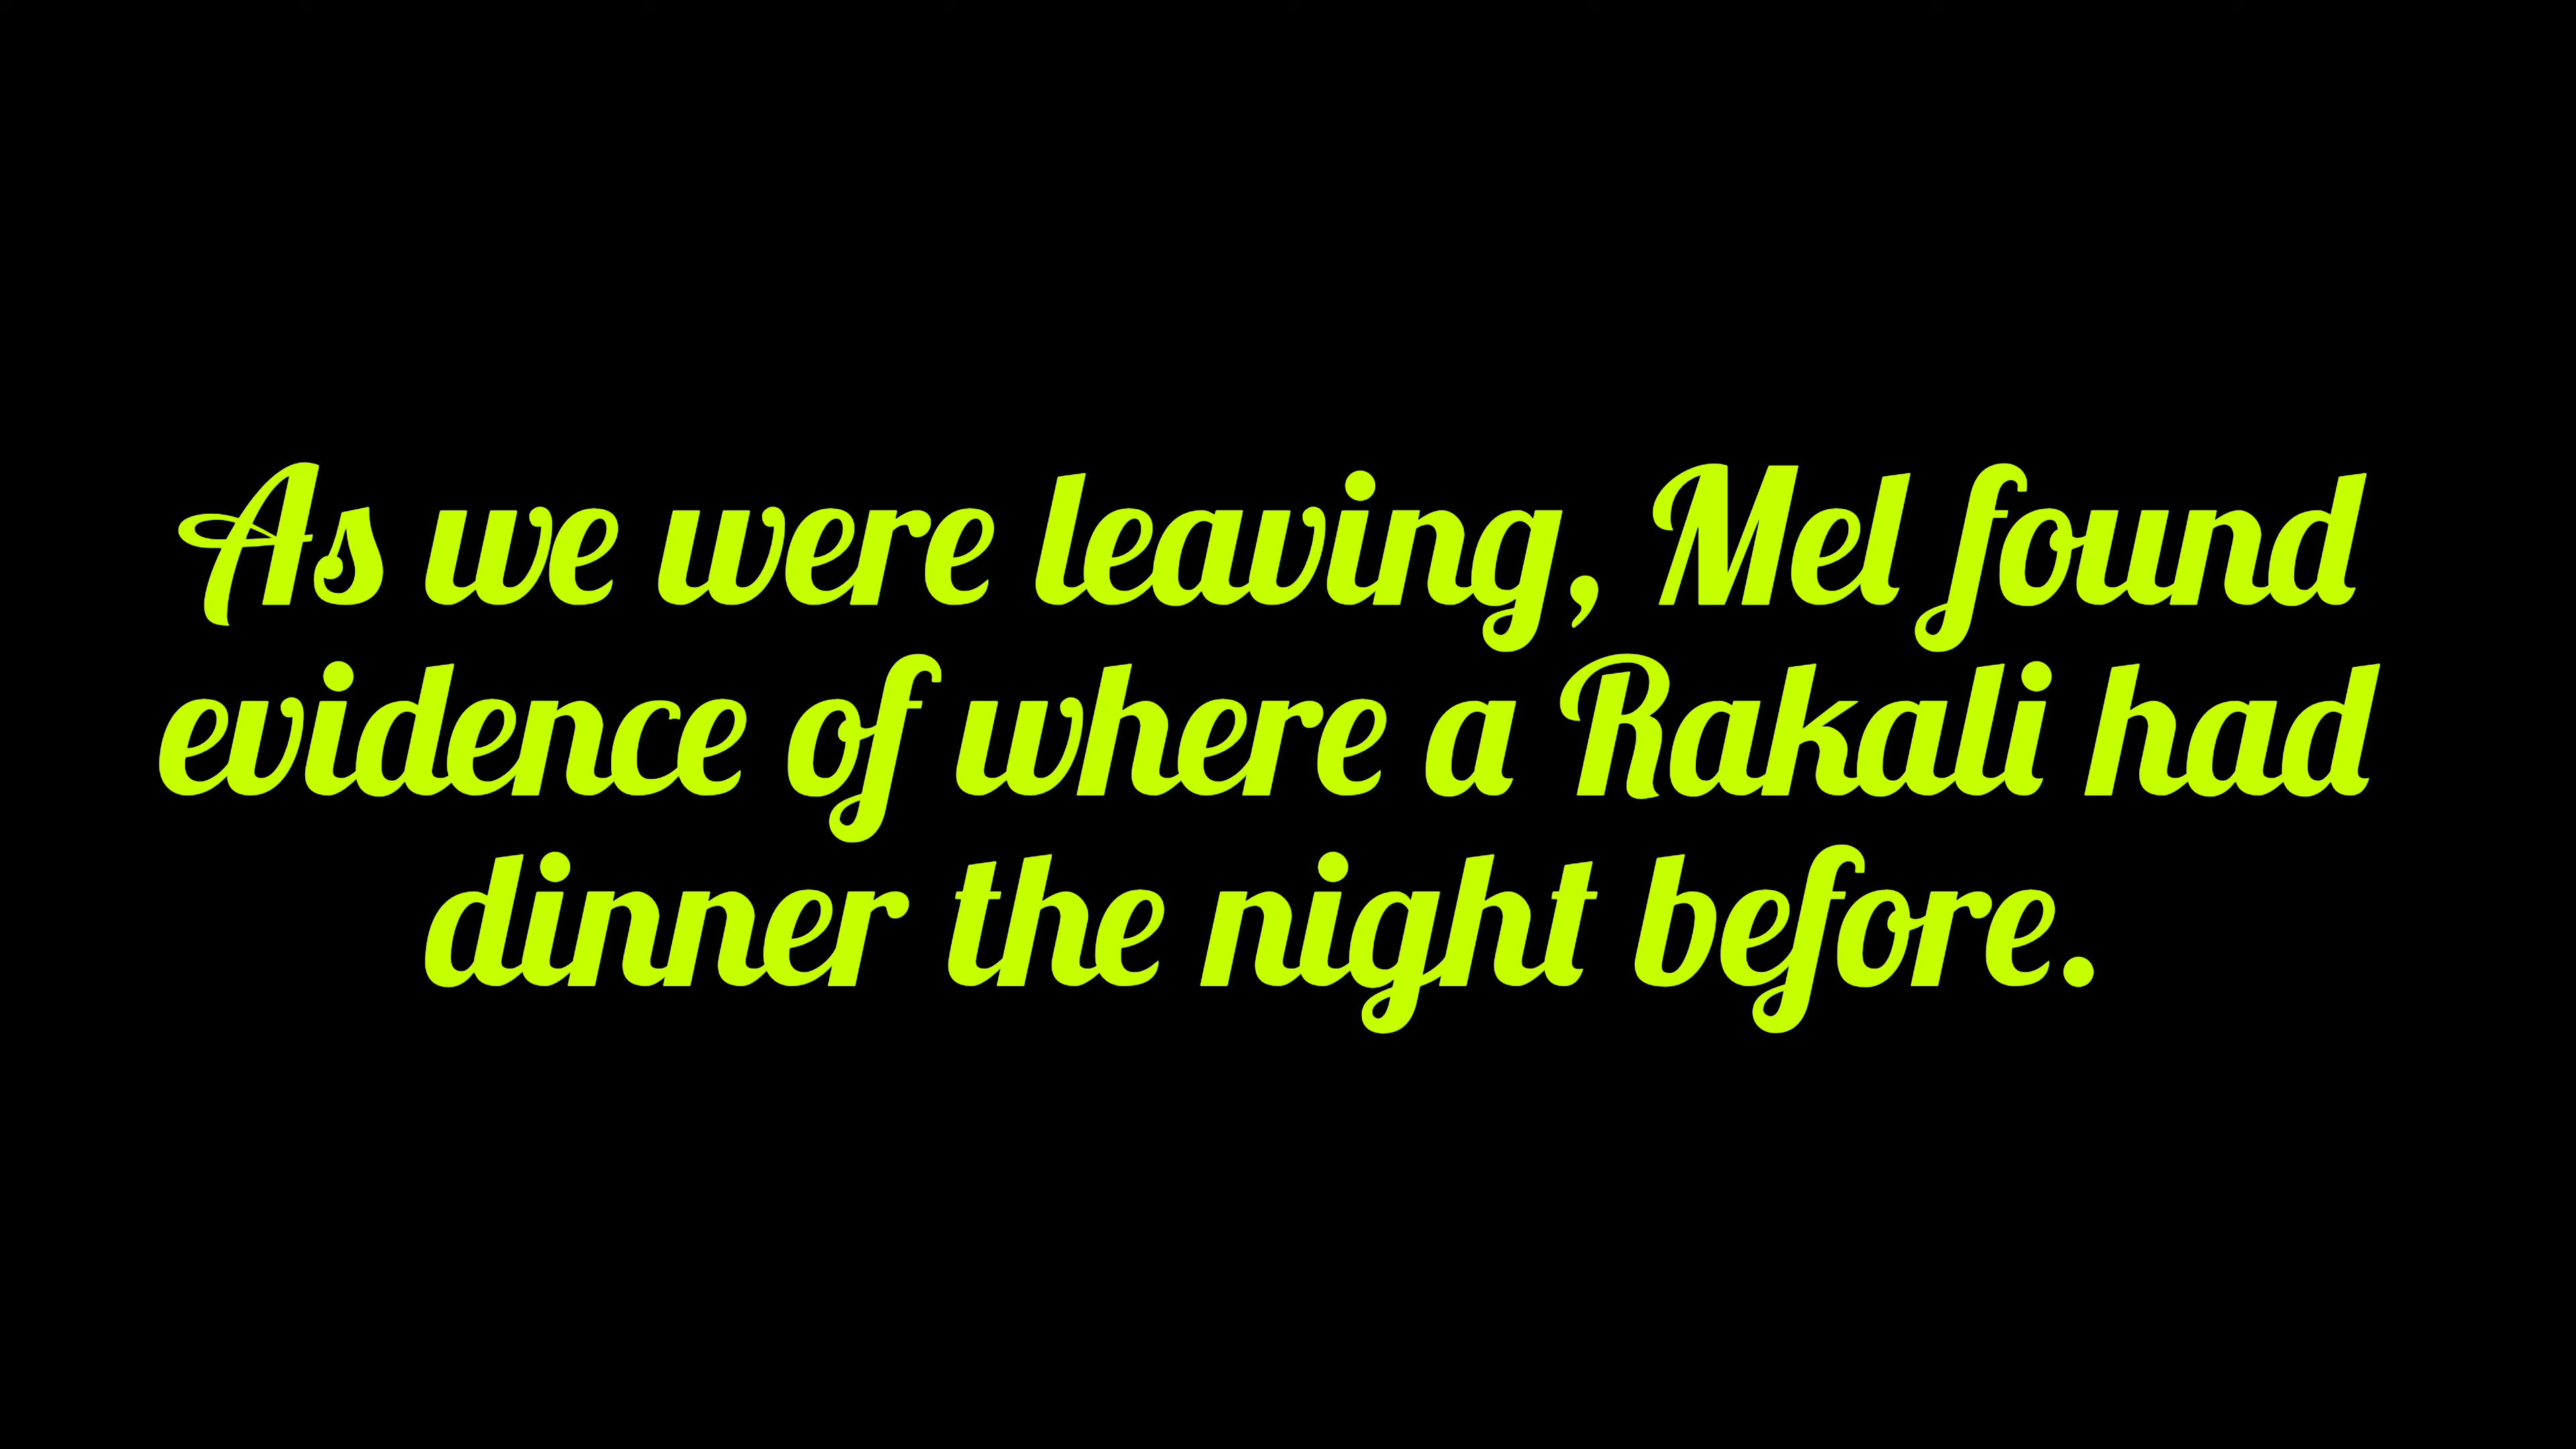 As we were leaving, Mel found
evidence of where a Rakali had
dinner the night before.